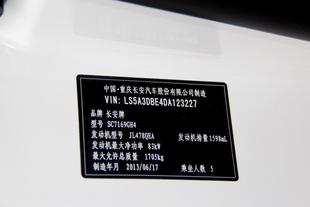 中国·重庆长安汽车股份有限公司制造
VIN: LS5A3DBE4DA123227
品牌 长安牌
型号 SC7169GH4
发动机型号 JL478QEA 发动机排量 1598mL
发动机最大净功率 83kW
最大允许总质量 1705kg
制造年月 2013/06/17 乘坐人数 5